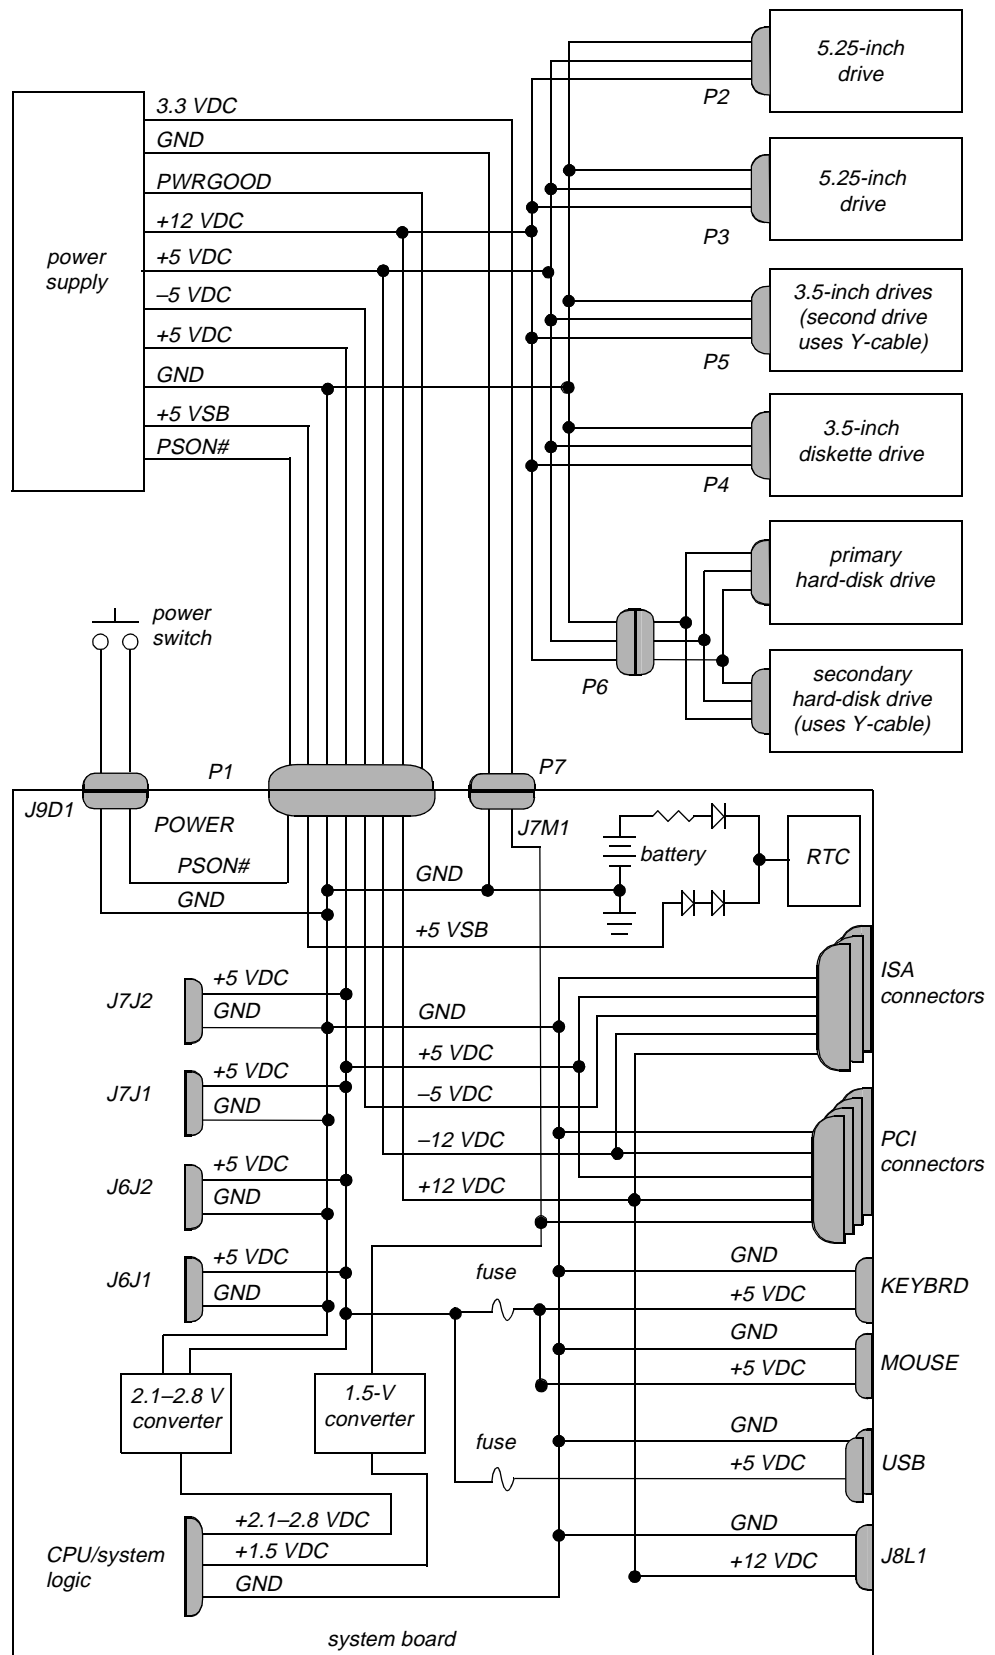 5.25-inch
drive
P2
5.25-inch
drive
P3
3.5-inch drives
(second drive
uses Y-cable)
P5
3.5-inch
diskette drive
P4
primary
hard-disk drive
secondary
hard-disk drive
(uses Y-cable)
P6
power
supply
3.3 VDC
GND
PWRGOOD
+12 VDC
+5 VDC
–5 VDC
+5 VDC
GND
+5 VSB
PSON#
power
switch
P1
P7
J9D1
POWER
J7M1
PSON#
GND
GND
+5 VSB
battery
RTC
ISA
connectors
J7J2
+5 VDC
GND
J7J1
+5 VDC
GND
J6J2
+5 VDC
GND
J6J1
+5 VDC
GND
GND
+5 VDC
–5 VDC
–12 VDC
+12 VDC
PCI
connectors
fuse
GND
+5 VDC
KEYBRD
GND
+5 VDC
MOUSE
fuse
GND
+5 VDC
USB
GND
+12 VDC
J8L1
2.1–2.8 V
converter
1.5-V
converter
CPU/system
logic
+2.1–2.8 VDC
+1.5 VDC
GND
system board